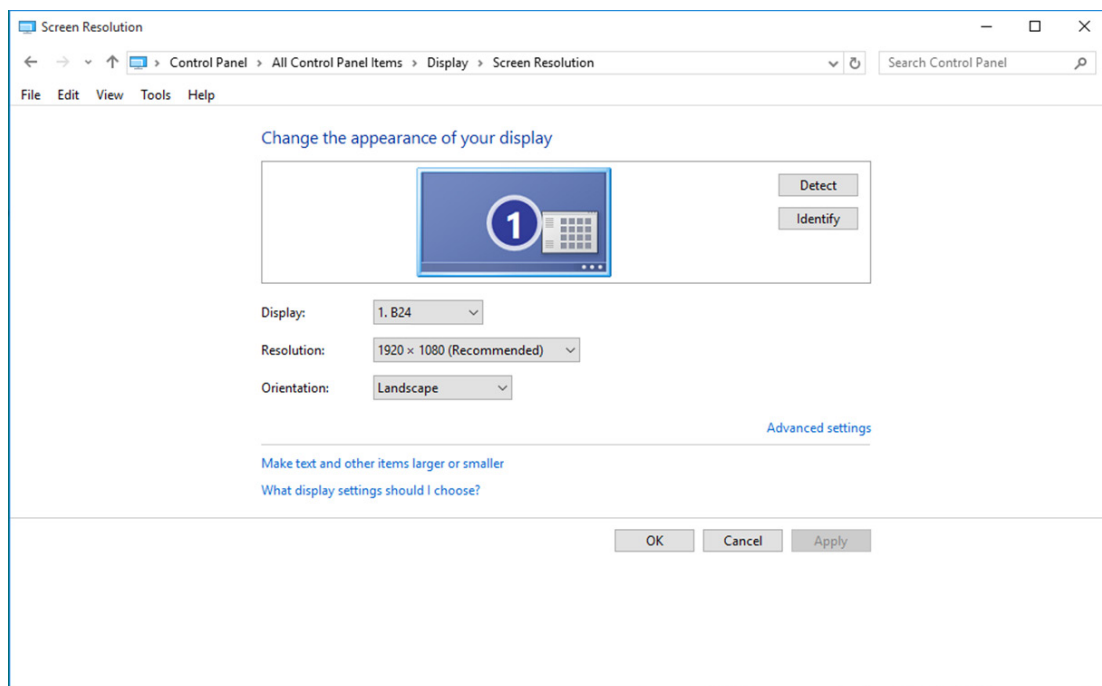 Screen Resolution
Control Panel > All Control Panel Items > Display > Screen Resolution
Search Control Panel
File Edit View Tools Help
Change the appearance of your display
1
Detect
Identify
Display: 1. B24
Resolution: 1920 × 1080 (Recommended)
Orientation: Landscape
Advanced settings
Make text and other items larger or smaller
What display settings should I choose?
OK Cancel Apply